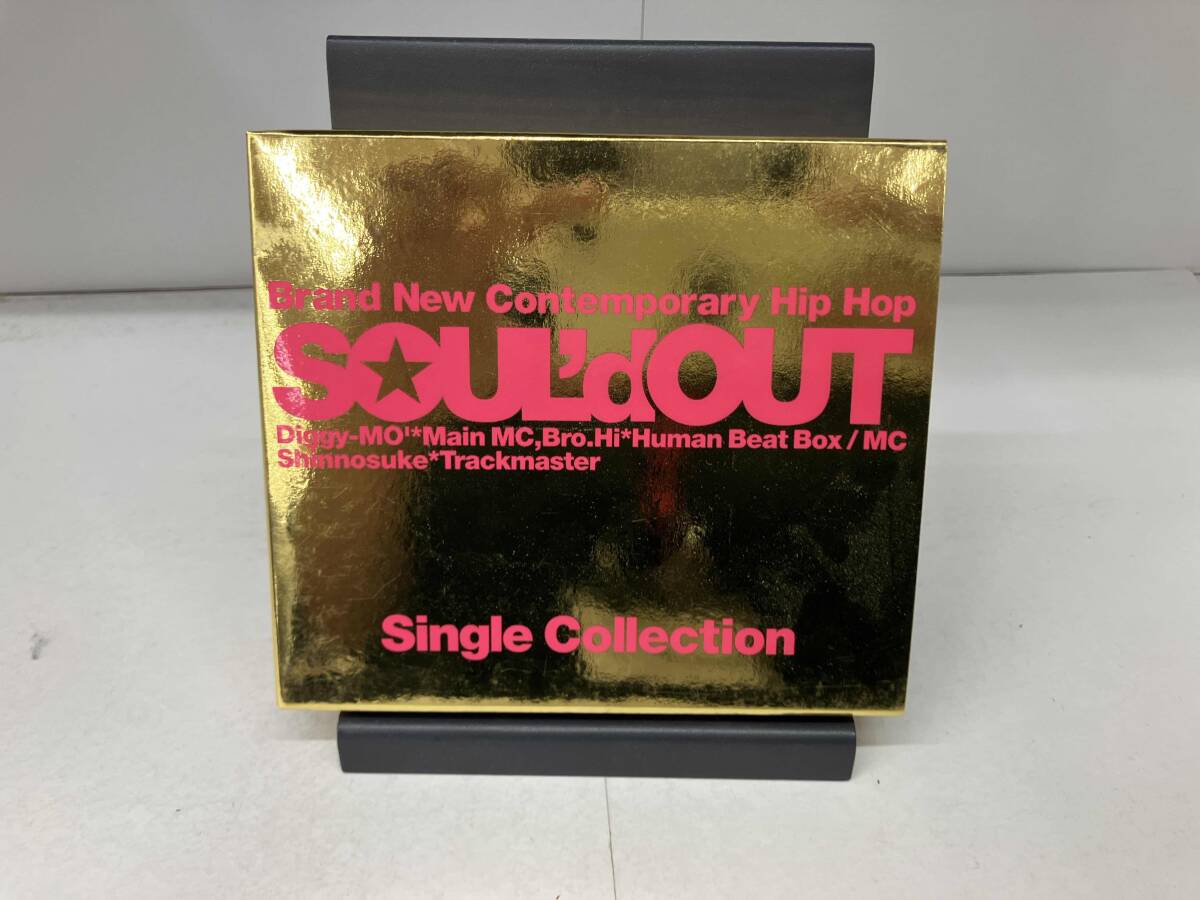 Brand New Contemporary Hip Hop
SOUL'dOUT
Diggy-MO'*Main MC,Bro.Hi*Human Beat Box / MC
Shinnosuke*Trackmaster
Single Collection